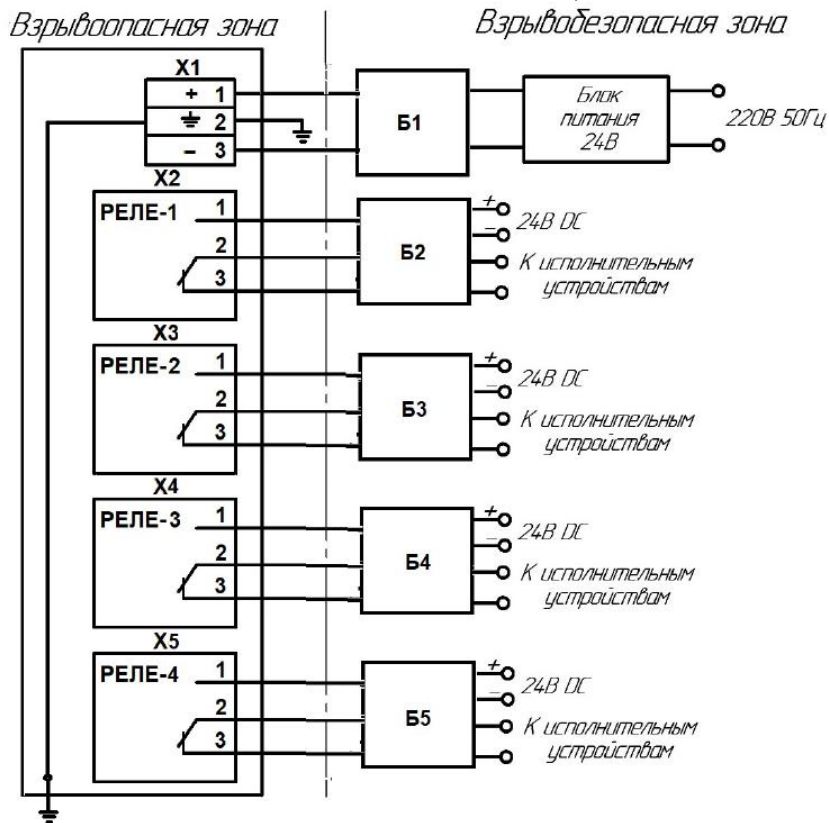 Взрывоопасная зона
Взрывобезопасная зона
X1
+ 1
2
− 3
Б1
Блок
питания
24В
220В 50Гц
X2
РЕЛЕ-1
1
2
3
Б2
+
−
24В DC
К исполнительным
устройствам
X3
РЕЛЕ-2
1
2
3
Б3
+
−
24В DC
К исполнительным
устройствам
X4
РЕЛЕ-3
1
2
3
Б4
+
−
24В DC
К исполнительным
устройствам
X5
РЕЛЕ-4
1
2
3
Б5
+
−
24В DC
К исполнительным
устройствам